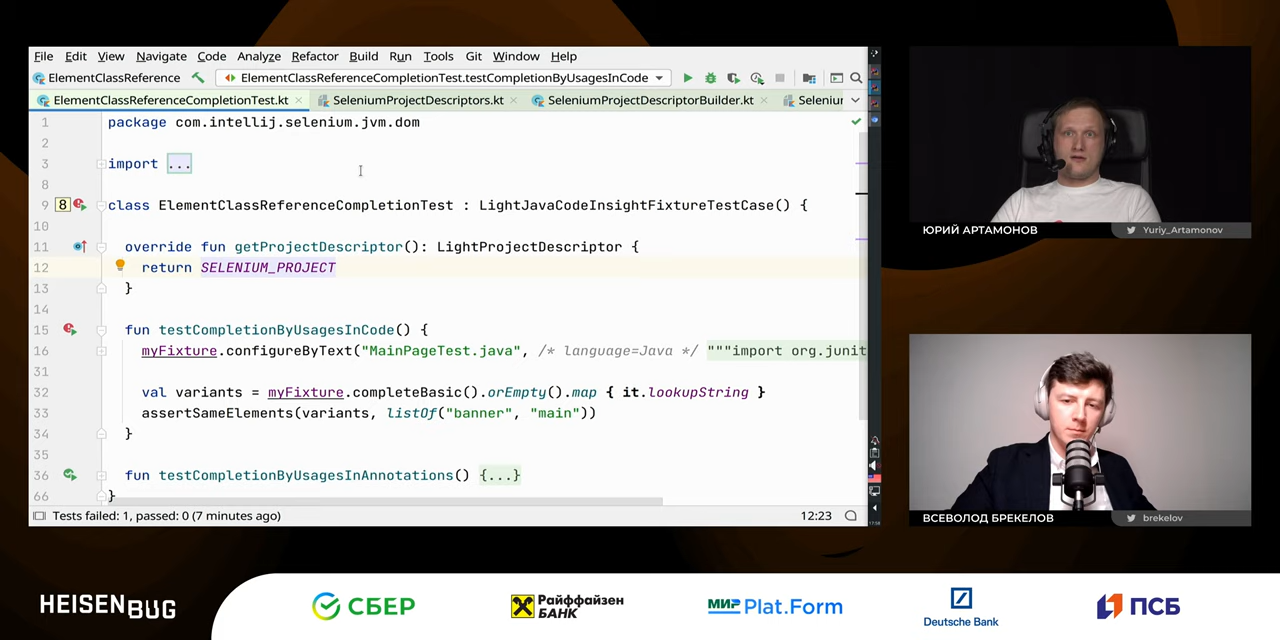 File Edit View Navigate Code Analyze Refactor Build Run Tools Git Window Help
ElementClassReference ElementClassReferenceCompletionTest.testCompletionByUsagesInCode
ElementClassReferenceCompletionTest.kt SeleniumProjectDescriptors.kt SeleniumProjectDescriptorBuilder.kt Seleniu
1 package com.intellij.selenium.jvm.dom
2
3 import ...
8
9 8 class ElementClassReferenceCompletionTest : LightJavaCodeInsightFixtureTestCase() {
10
11 override fun getProjectDescriptor(): LightProjectDescriptor {
12 return SELENIUM_PROJECT
13 }
14
15 fun testCompletionByUsagesInCode() {
16 myFixture.configureByText("MainPageTest.java", /* language=Java */ """import org.junit
31
32 val variants = myFixture.completeBasic().orEmpty().map { it.lookupString }
33 assertSameElements(variants, listOf("banner", "main"))
34 }
35
36 fun testCompletionByUsagesInAnnotations() {...}
66 }
Tests failed: 1, passed: 0 (7 minutes ago) 12:23
ЮРИЙ АРТАМОНОВ Yuriy_Artamonov
ВСЕВОЛОД БРЕКЕЛОВ brekelov
HEISENBUG
СБЕР
Райффайзен
БАНК
МИР Plat.Form
Deutsche Bank
ПСБ